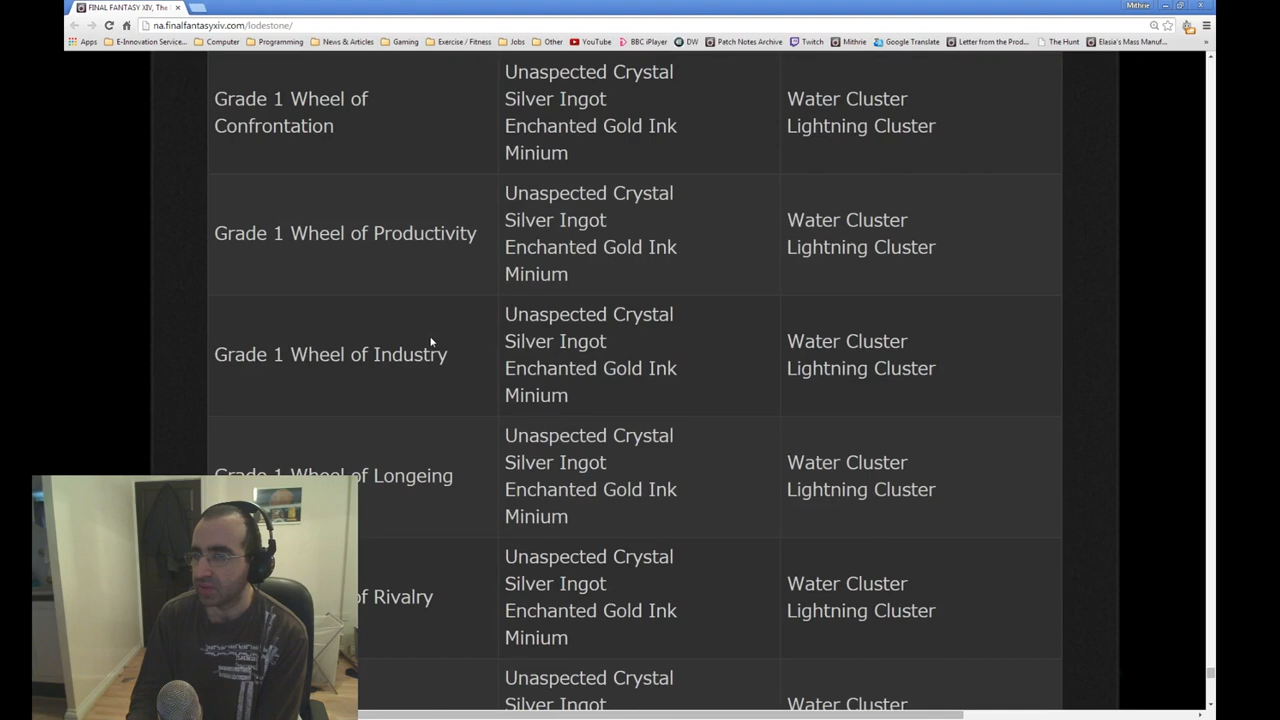 FINAL FANTASY XIV, The
Mithrie
na.finalfantasyxiv.com/lodestone/
Apps
E-Innovation Service...
Computer
Programming
News & Articles
Gaming
Exercise / Fitness
Jobs
Other
YouTube
BBC iPlayer
DW
Patch Notes Archive
Twitch
Mithrie
Google Translate
Letter from the Prod...
The Hunt
Elasia's Mass Manuf...
Grade 1 Wheel of
Confrontation
Unaspected Crystal
Silver Ingot
Enchanted Gold Ink
Minium
Water Cluster
Lightning Cluster
Grade 1 Wheel of Productivity
Unaspected Crystal
Silver Ingot
Enchanted Gold Ink
Minium
Water Cluster
Lightning Cluster
Grade 1 Wheel of Industry
Unaspected Crystal
Silver Ingot
Enchanted Gold Ink
Minium
Water Cluster
Lightning Cluster
Grade 1 Wheel of Longeing
Unaspected Crystal
Silver Ingot
Enchanted Gold Ink
Minium
Water Cluster
Lightning Cluster
of Rivalry
Unaspected Crystal
Silver Ingot
Enchanted Gold Ink
Minium
Water Cluster
Lightning Cluster
Unaspected Crystal
Silver Ingot
Water Cluster